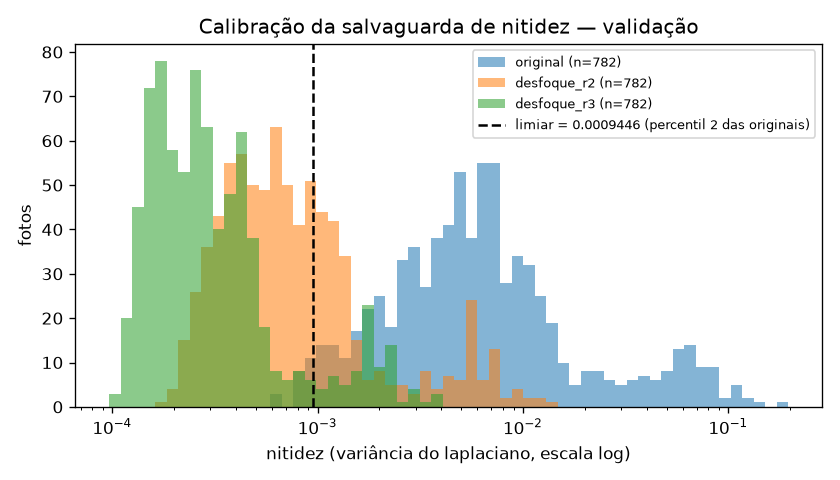 Calibração da salvaguarda de nitidez — validação
80
70
60
50
40
30
20
10
0
fotos
original (n=782)
desfoque_r2 (n=782)
desfoque_r3 (n=782)
limiar = 0.0009446 (percentil 2 das originais)
10⁻⁴ 10⁻³ 10⁻² 10⁻¹
nitidez (variância do laplaciano, escala log)